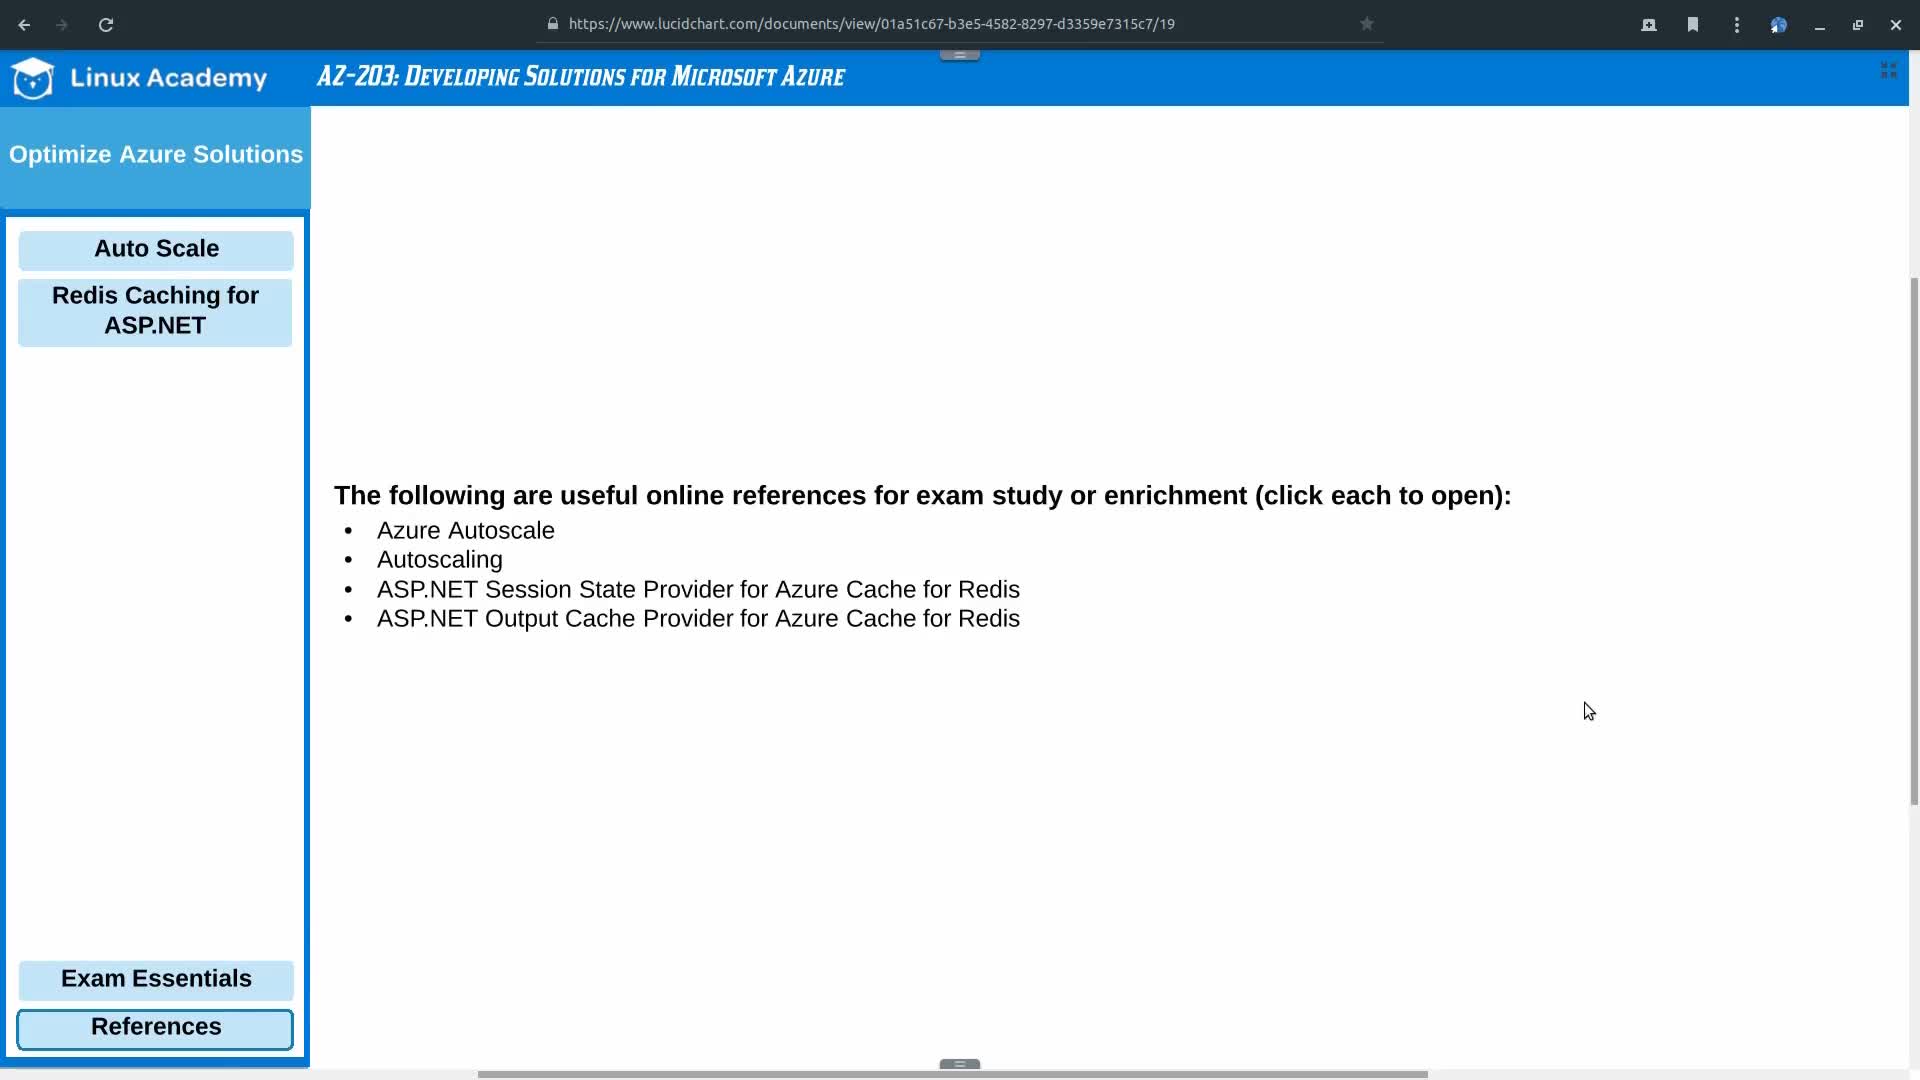 https://www.lucidchart.com/documents/view/01a51c67-b3e5-4582-8297-d3359e7315c7/19
Linux Academy
AZ-203: Developing Solutions for Microsoft Azure
Optimize Azure Solutions
Auto Scale
Redis Caching for
ASP.NET
The following are useful online references for exam study or enrichment (click each to open):
• Azure Autoscale
• Autoscaling
• ASP.NET Session State Provider for Azure Cache for Redis
• ASP.NET Output Cache Provider for Azure Cache for Redis
Exam Essentials
References